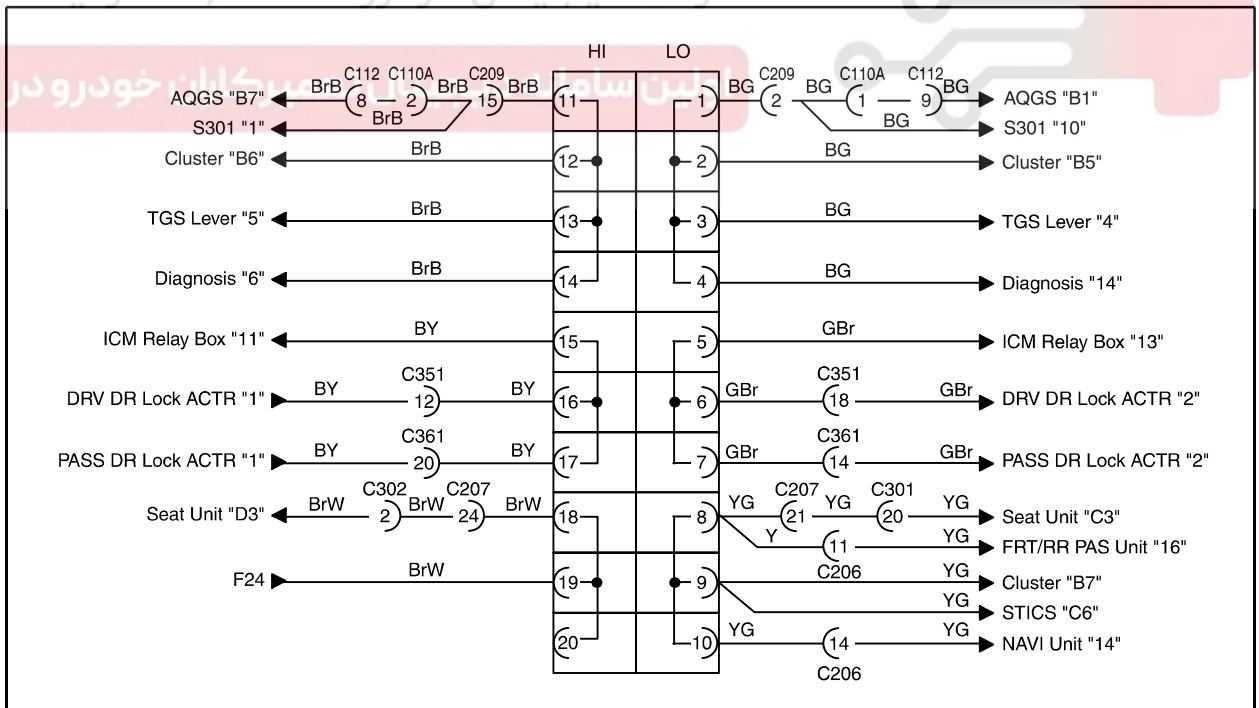 HI LO
BrB C112 C110A BrB C209 BrB BG C209 BG C110A C112 BG
AQGS "B7" 8 2 15 11 1 2 1 9 AQGS "B1"
BrB BG
S301 "1" S301 "10"
BrB BG
Cluster "B6" 12 2 Cluster "B5"
BrB BG
TGS Lever "5" 13 3 TGS Lever "4"
BrB BG
Diagnosis "6" 14 4 Diagnosis "14"
BY GBr
ICM Relay Box "11" 15 5 ICM Relay Box "13"
C351 C351
BY BY GBr GBr
DRV DR Lock ACTR "1" 12 16 6 18 DRV DR Lock ACTR "2"
C361 C361
BY BY GBr GBr
PASS DR Lock ACTR "1" 20 17 7 14 PASS DR Lock ACTR "2"
C302 C207 C207 C301
BrW BrW BrW YG YG YG
Seat Unit "D3" 2 24 18 8 21 20 Seat Unit "C3"
Y YG
11 FRT/RR PAS Unit "16"
BrW C206 YG
F24 19 9 Cluster "B7"
YG
STICS "C6"
YG YG
20 10 14 NAVI Unit "14"
C206